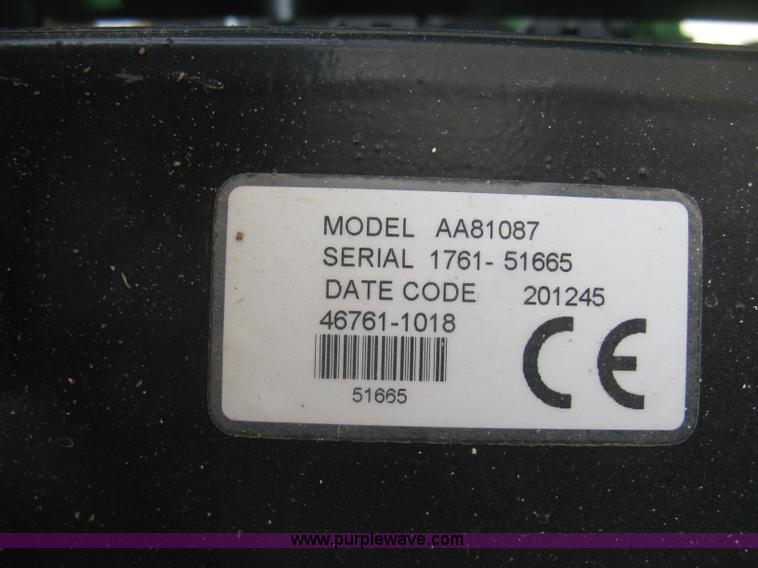 MODEL AA81087
SERIAL 1761- 51665
DATE CODE 201245
46761-1018
CE
51665
www.purplewave.com